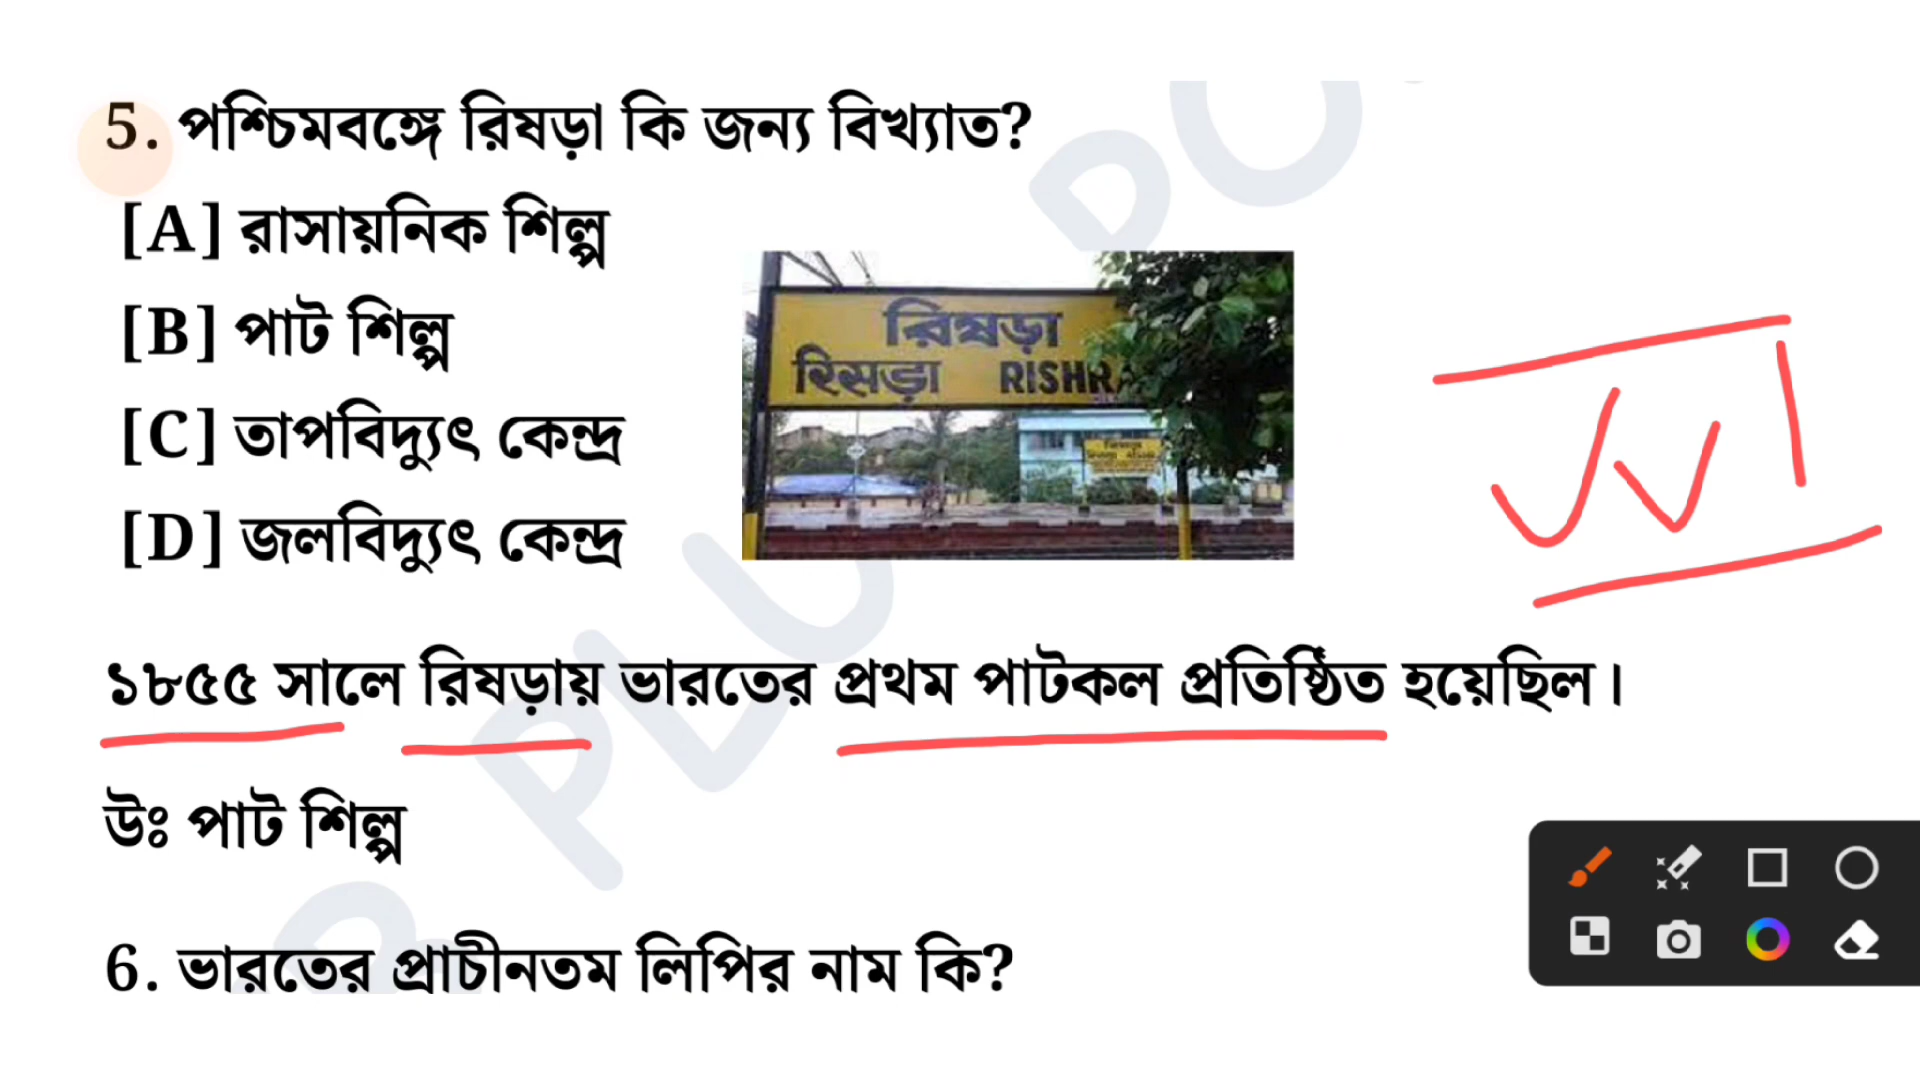 5. পশ্চিমবঙ্গে রিষড়া কি জন্য বিখ্যাত?
[A] রাসায়নিক শিল্প
[B] পাট শিল্প
[C] তাপবিদ্যুৎ কেন্দ্র
[D] জলবিদ্যুৎ কেন্দ্র
রিষড়া
रिसड़ा RISHRA
১৮৫৫ সালে রিষড়ায় ভারতের প্রথম পাটকল প্রতিষ্ঠিত হয়েছিল।
উঃ পাট শিল্প
6. ভারতের প্রাচীনতম লিপির নাম কি?